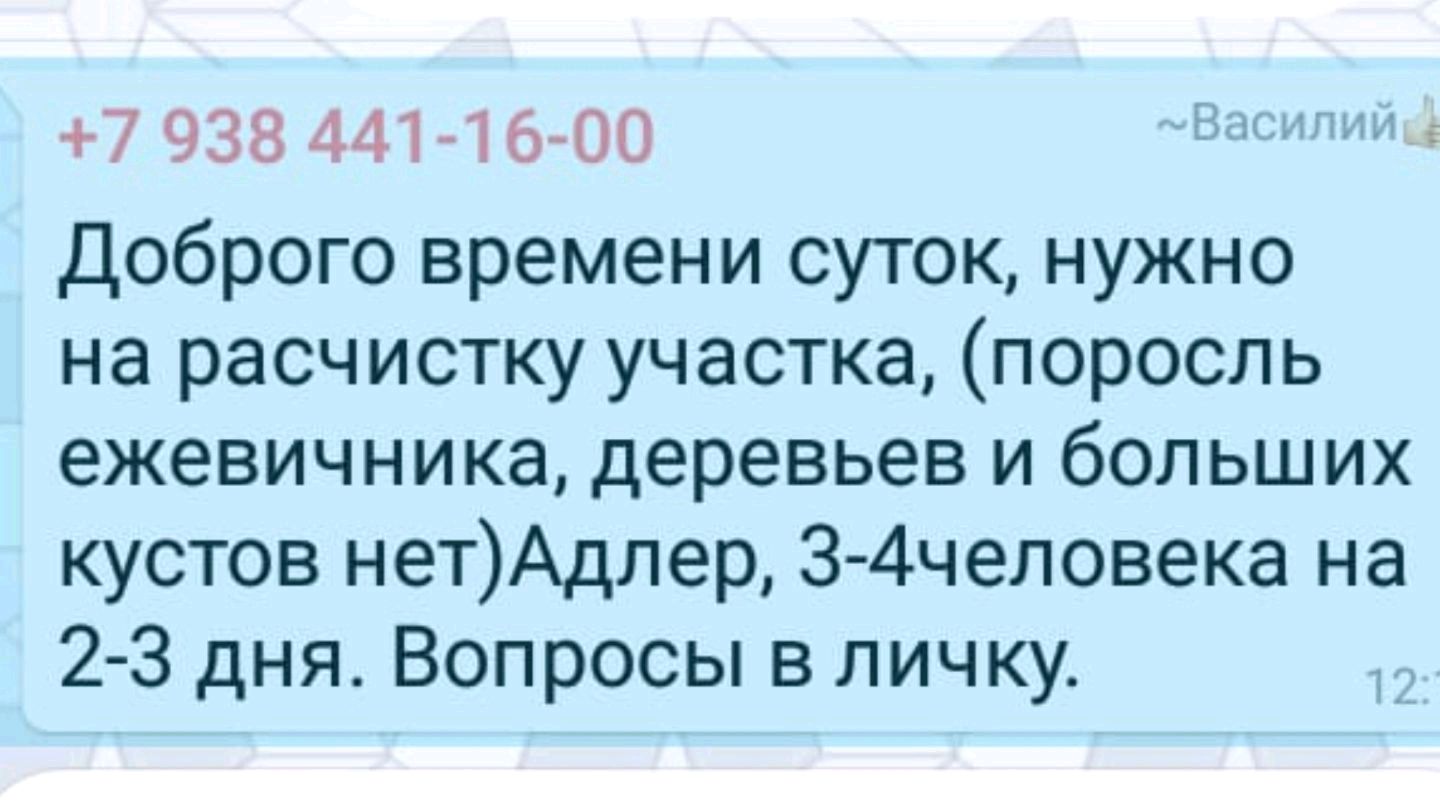 +7 938 441-16-00
~Василий👍
Доброго времени суток, нужно
на расчистку участка, (поросль
ежевичника, деревьев и больших
кустов нет)Адлер, 3-4человека на
2-3 дня. Вопросы в личку.
12: